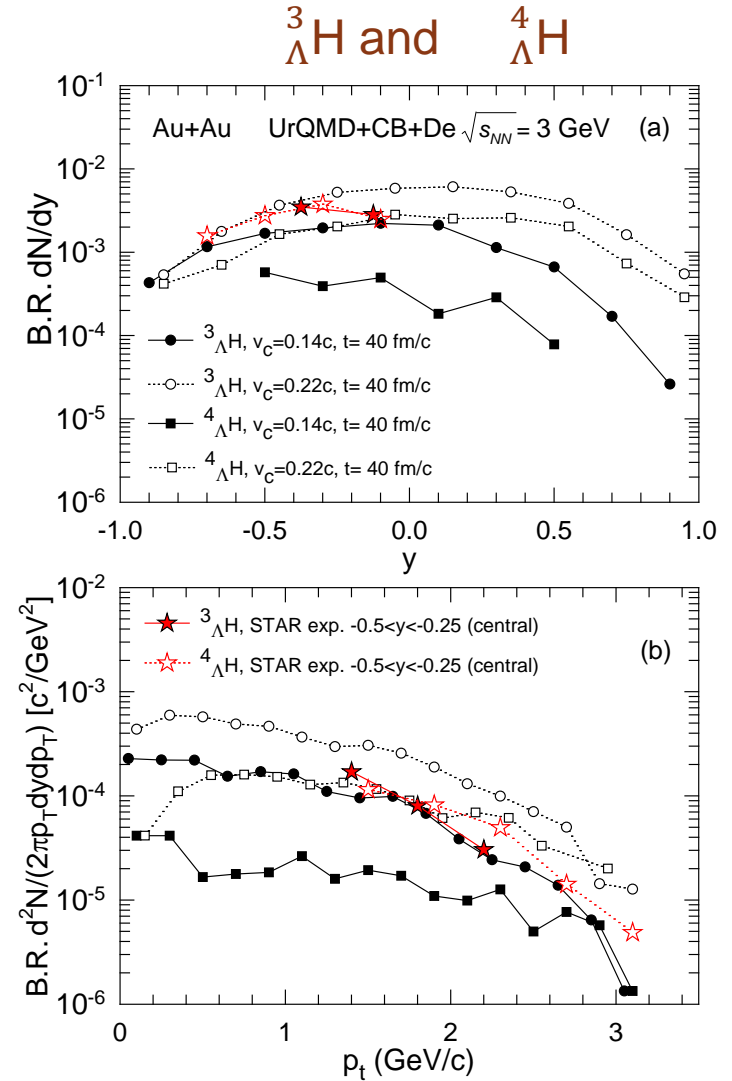 ³ΛH and ⁴ΛH
10⁻¹
Au+Au UrQMD+CB+De √sNN = 3 GeV (a)
10⁻²
10⁻³
10⁻⁴
10⁻⁵
10⁻⁶
B.R. dN/dy
³ΛH, vc=0.14c, t= 40 fm/c
³ΛH, vc=0.22c, t= 40 fm/c
⁴ΛH, vc=0.14c, t= 40 fm/c
⁴ΛH, vc=0.22c, t= 40 fm/c
-1.0 -0.5 0.0 0.5 1.0
y
10⁻²
³ΛH, STAR exp. -0.5<y<-0.25 (central)
⁴ΛH, STAR exp. -0.5<y<-0.25 (central)
(b)
10⁻³
10⁻⁴
10⁻⁵
10⁻⁶
B.R. d²N/(2πpTdydpT) [c²/GeV²]
0 1 2 3
pt (GeV/c)